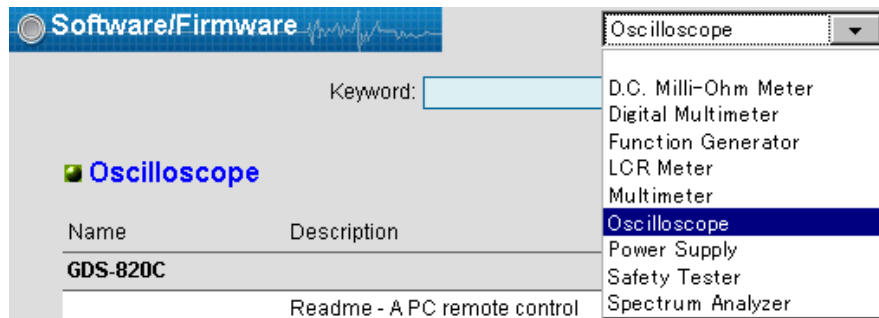 Software/Firmware
Oscilloscope
Keyword:
D.C. Milli-Ohm Meter
Digital Multimeter
Function Generator
LCR Meter
Multimeter
Oscilloscope
Power Supply
Safety Tester
Spectrum Analyzer
Oscilloscope
Name Description
GDS-820C
Readme - A PC remote control